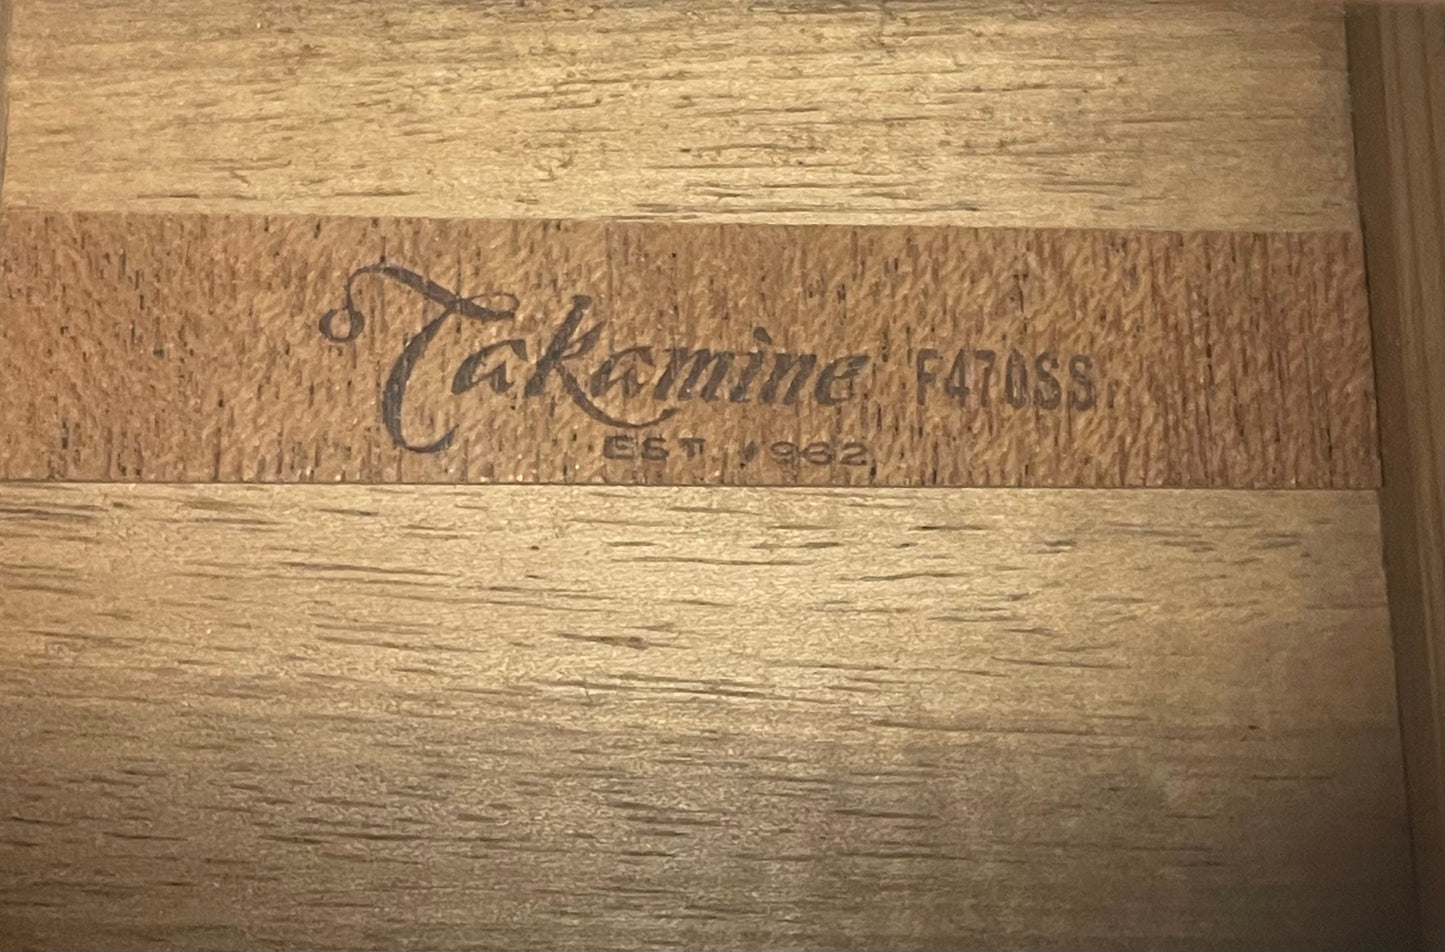 Takamine F470SS
EST. 1962